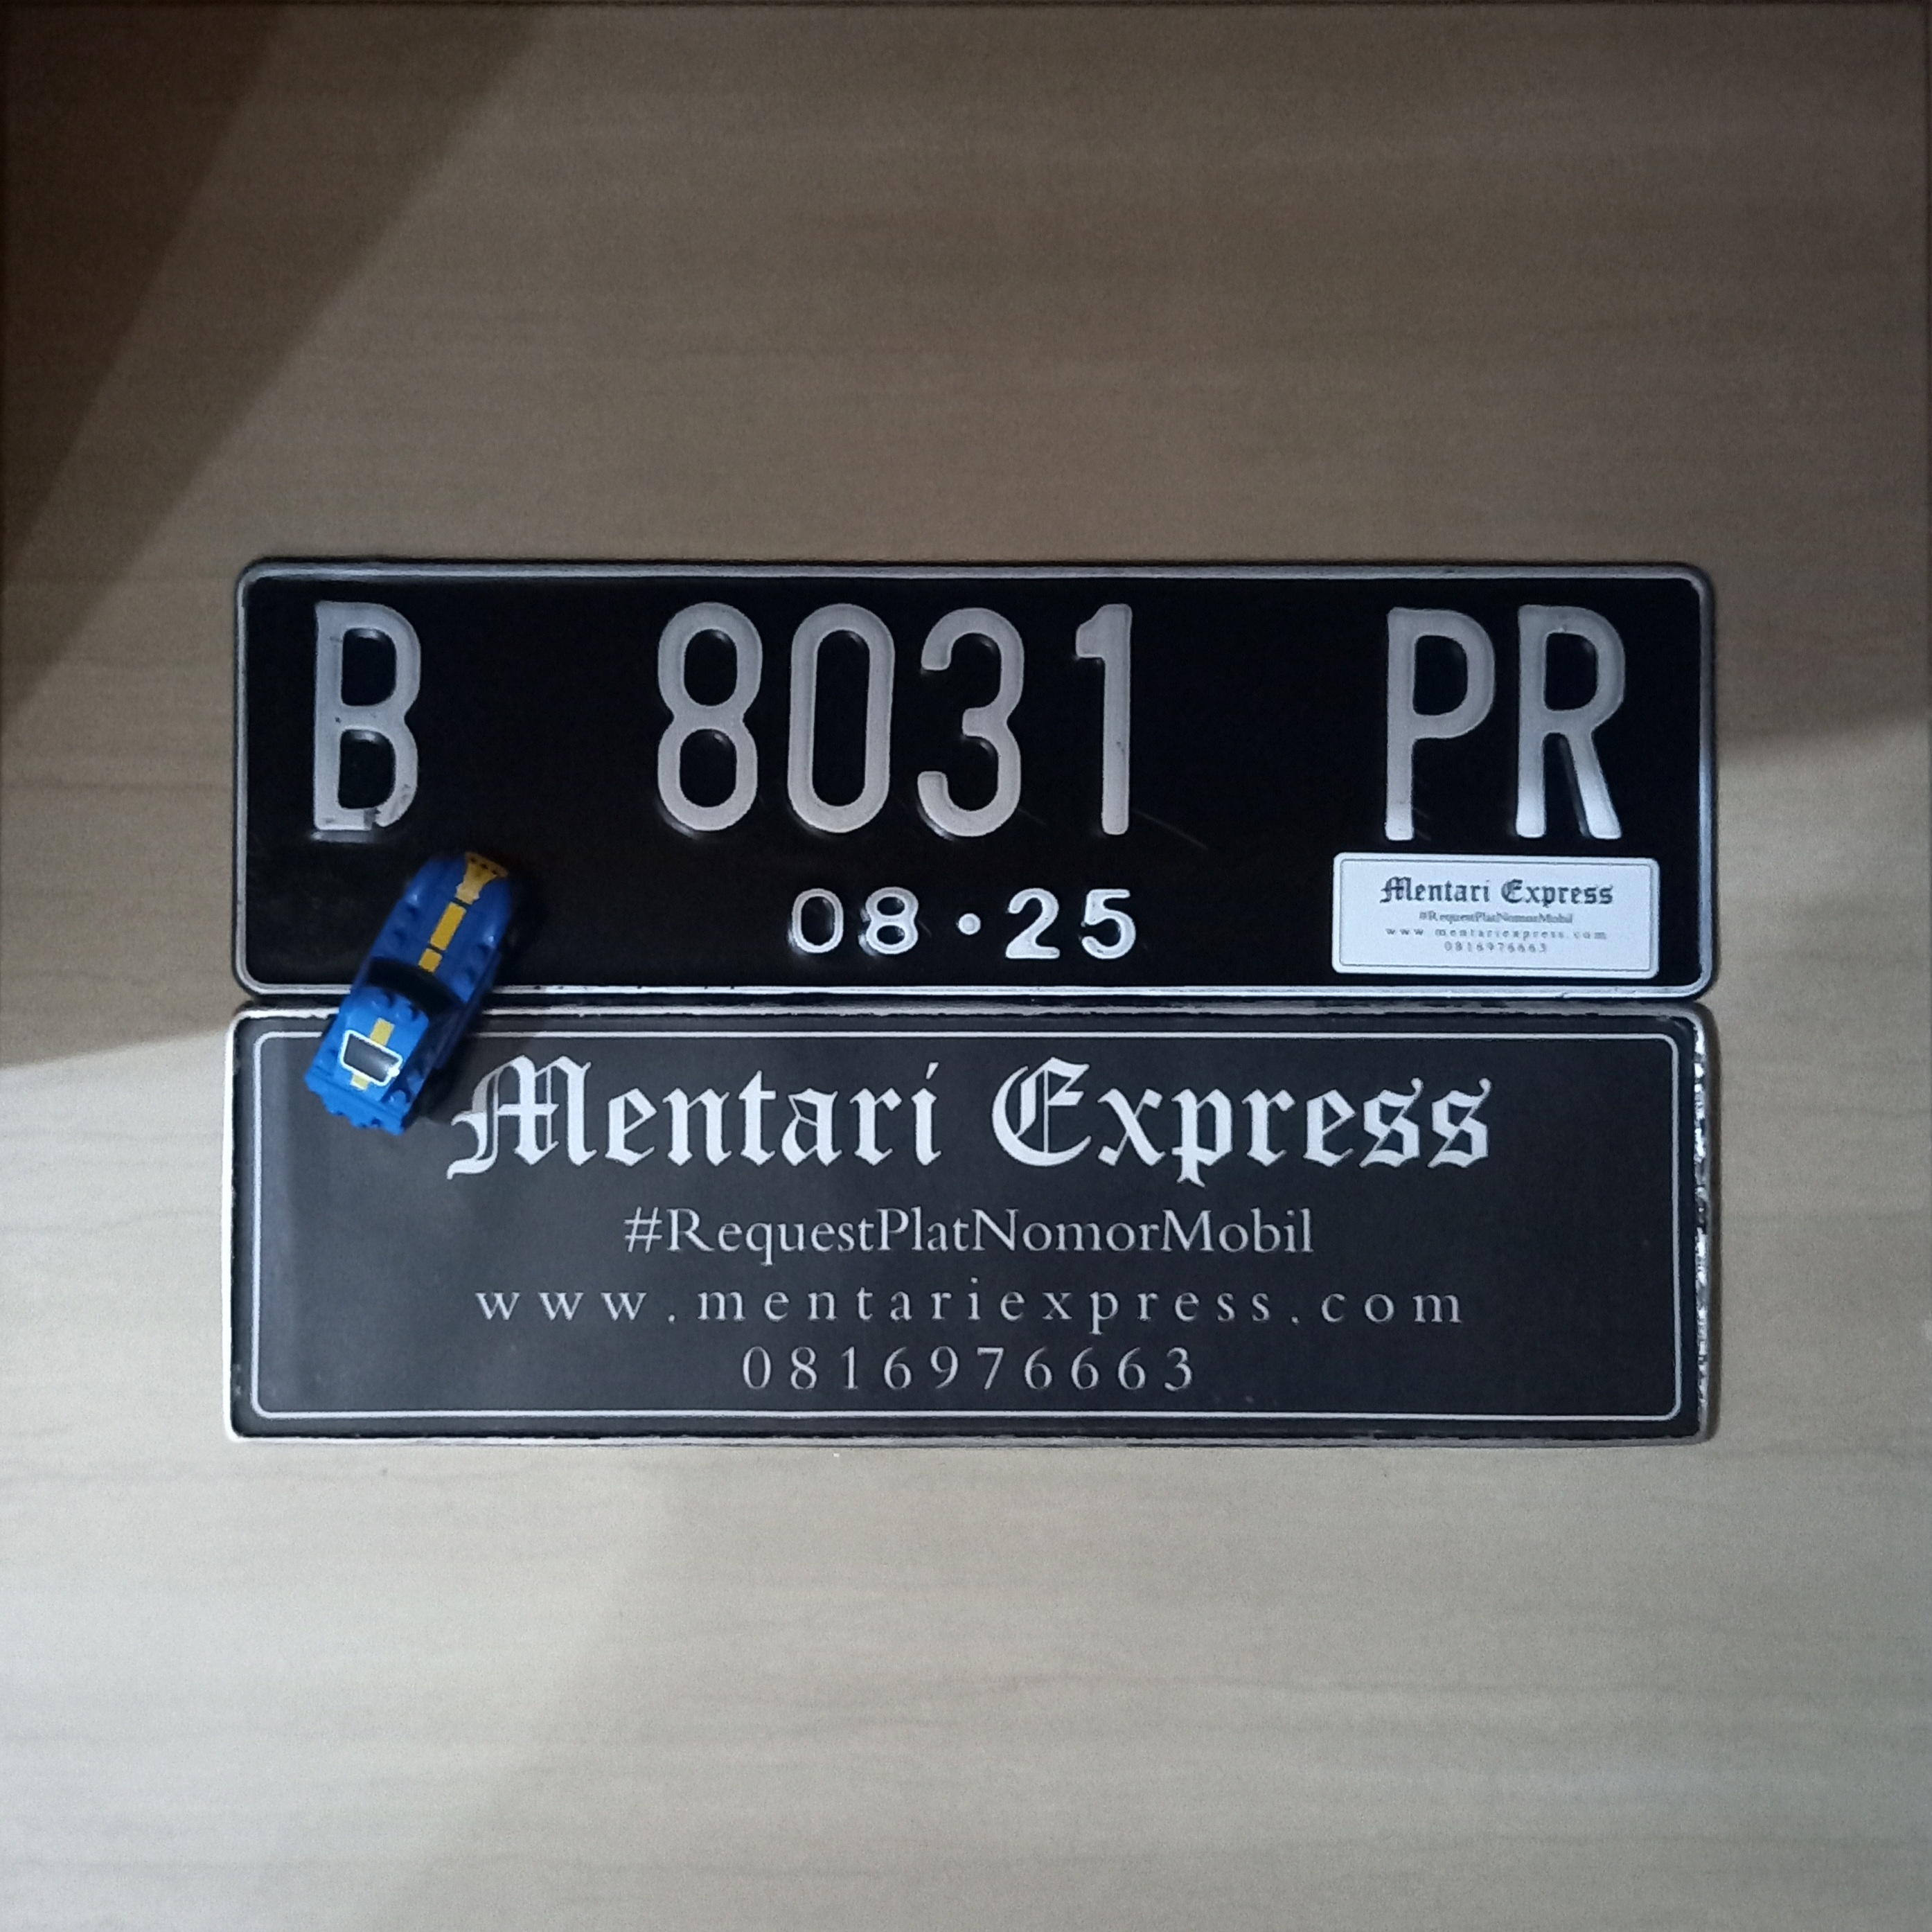 B 8031 PR
08·25
Mentari Express
#RequestPlatNomorMobil
www.mentariexpress.com
0816976663
Mentari Express
#RequestPlatNomorMobil
www.mentariexpress.com
0816976663